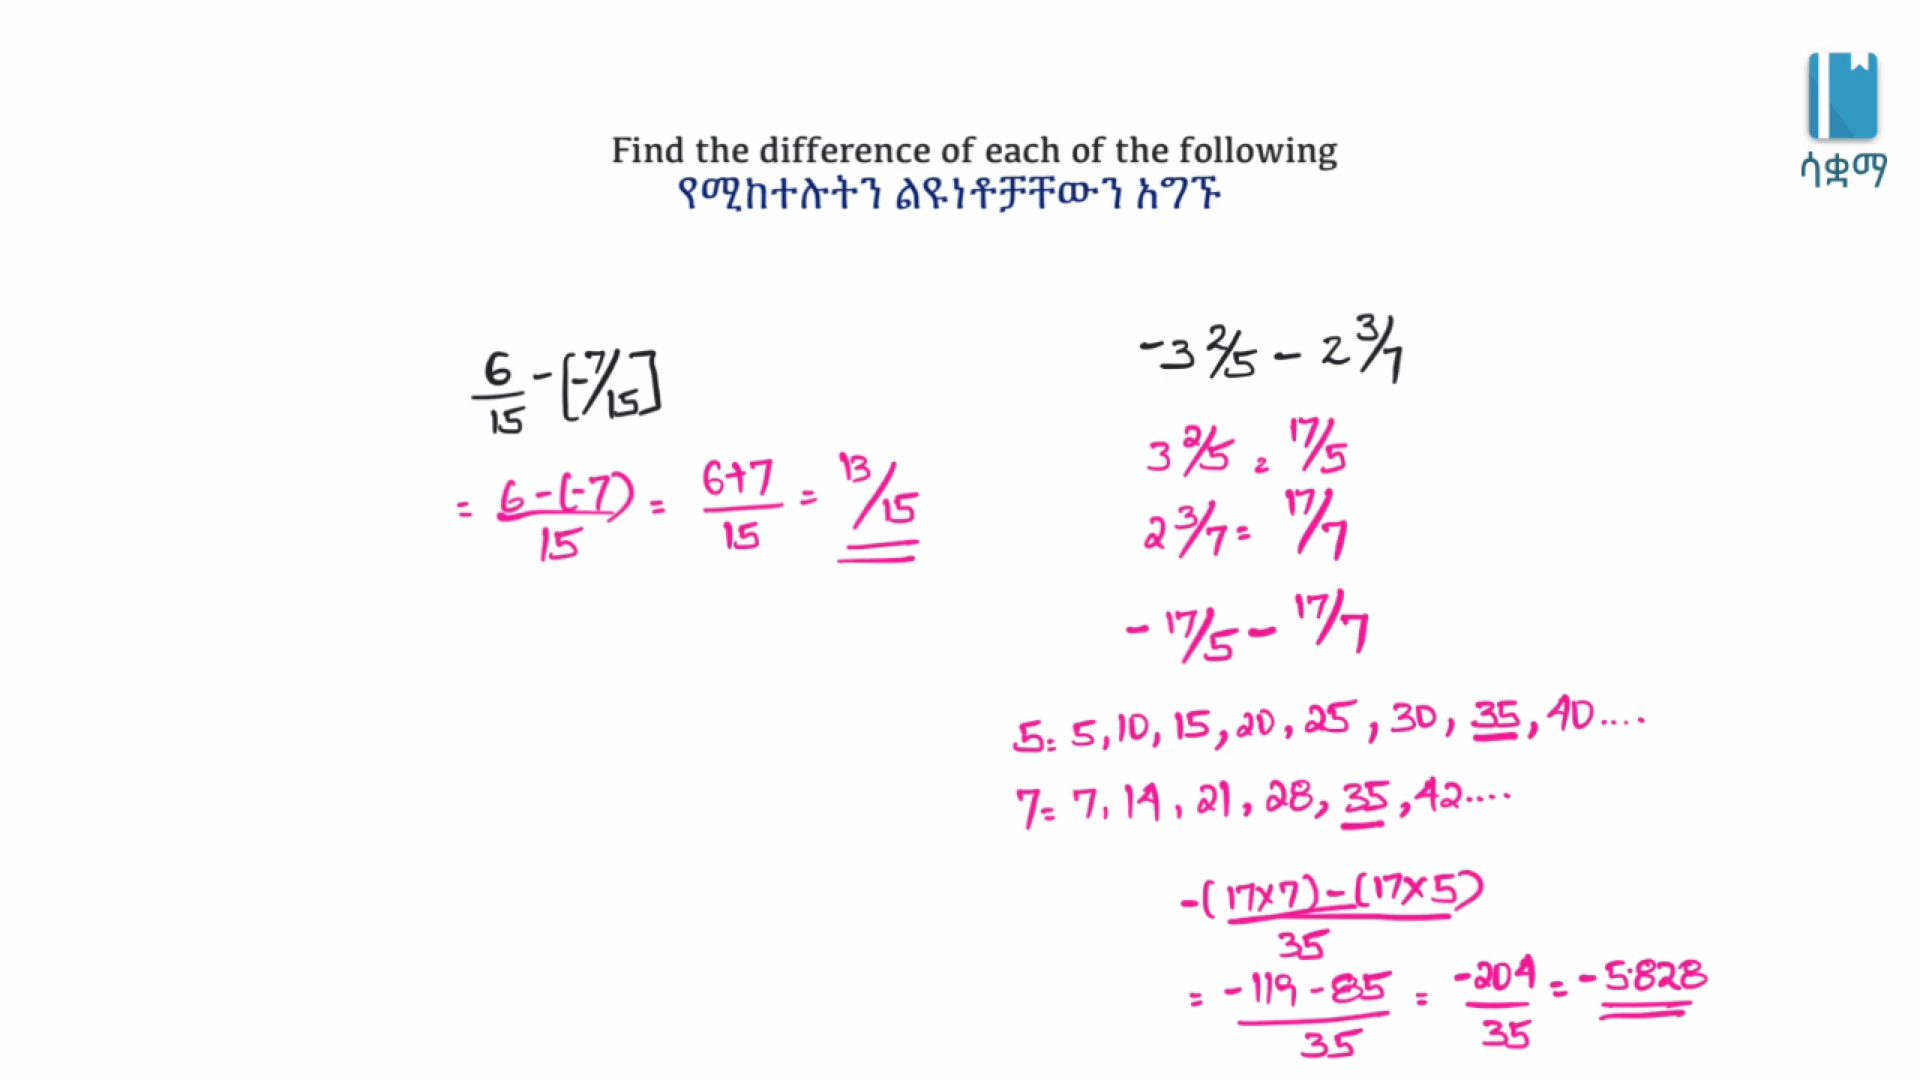 ሳቋማ
Find the difference of each of the following
የሚከተሉትን ልዩነቶቻቸውን አግኙ
6/15 - [-7/15]
= 6-(-7)/15 = 6+7/15 = 13/15
-3 2/5 - 2 3/7
3 2/5 = 17/5
2 3/7 = 17/7
- 17/5 - 17/7
5= 5, 10, 15, 20, 25, 30, 35, 40....
7= 7, 14, 21, 28, 35, 42....
-(17×7)-(17×5)/35
= -119-85/35 = -204/35 = -5.828